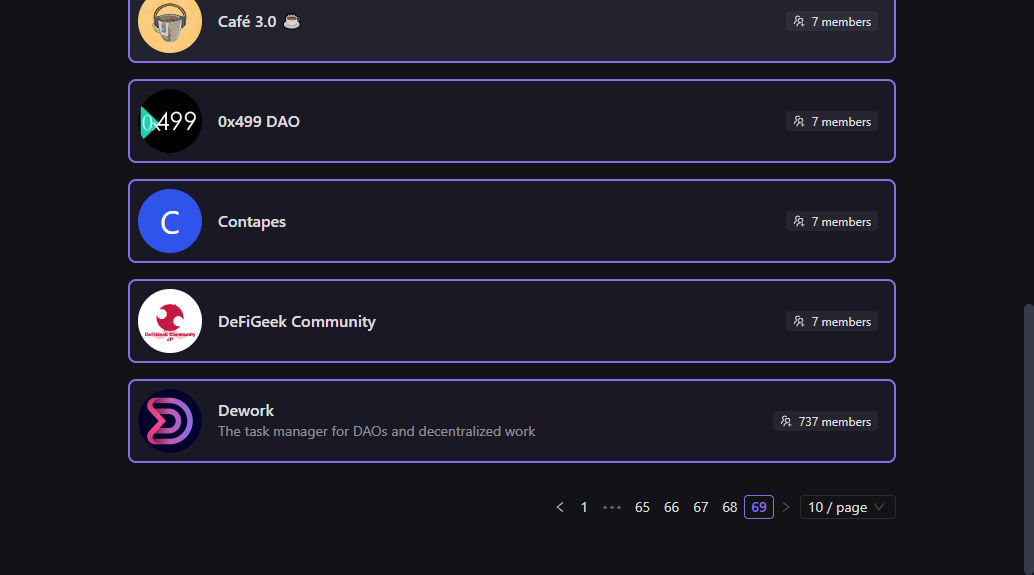 Café 3.0 ☕
7 members
0x499
0x499 DAO
7 members
C
Contapes
7 members
DeFiGeek Community
JP
DeFiGeek Community
7 members
Dework
The task manager for DAOs and decentralized work
737 members
1 ••• 65 66 67 68 69 10 / page